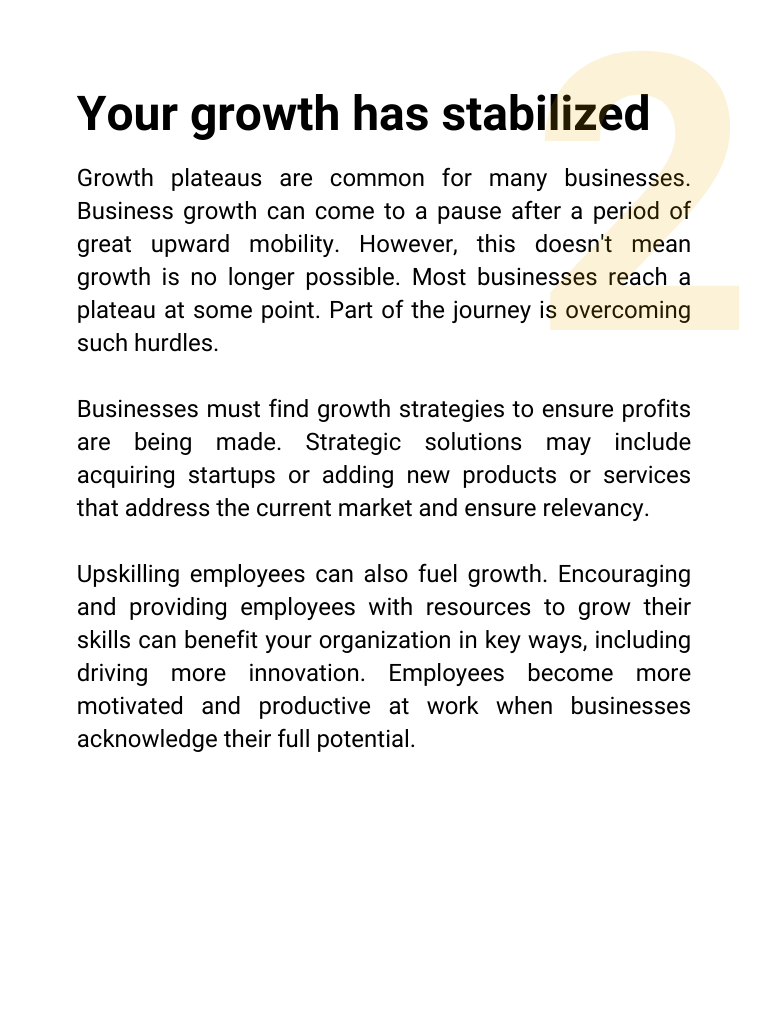 2
Your growth has stabilized
Growth plateaus are common for many businesses.
Business growth can come to a pause after a period of
great upward mobility. However, this doesn't mean
growth is no longer possible. Most businesses reach a
plateau at some point. Part of the journey is overcoming
such hurdles.
Businesses must find growth strategies to ensure profits
are being made. Strategic solutions may include
acquiring startups or adding new products or services
that address the current market and ensure relevancy.
Upskilling employees can also fuel growth. Encouraging
and providing employees with resources to grow their
skills can benefit your organization in key ways, including
driving more innovation. Employees become more
motivated and productive at work when businesses
acknowledge their full potential.